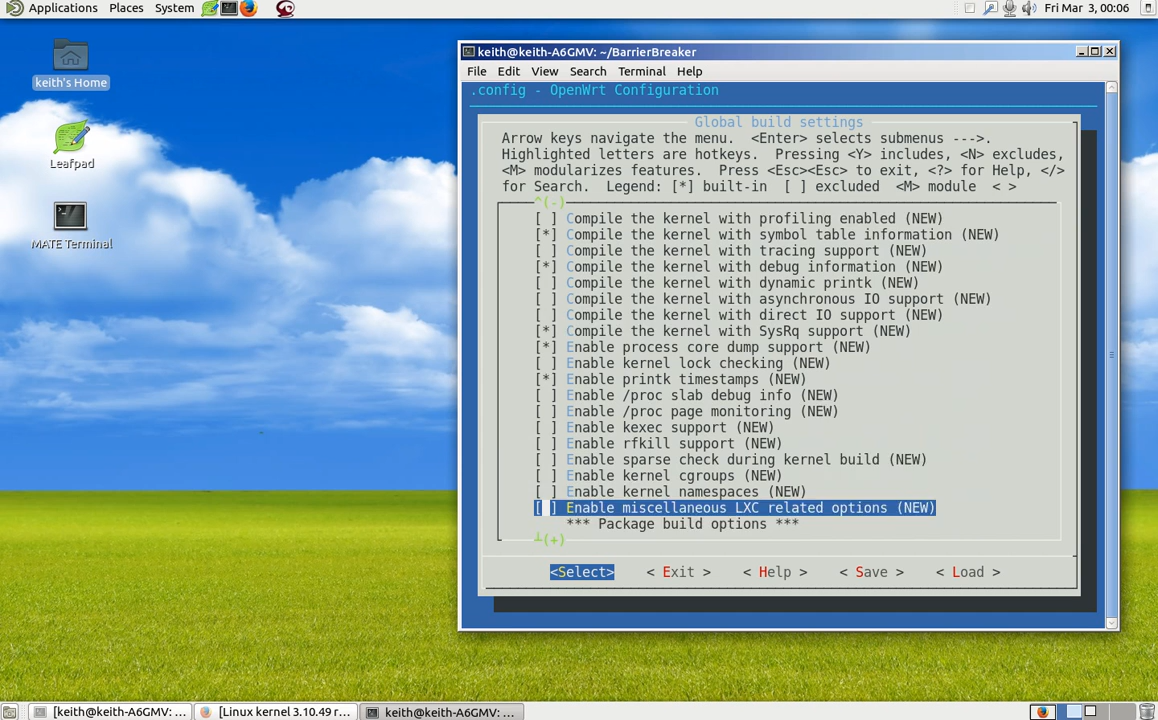 Applications Places System Fri Mar 3, 00:06
keith's Home
Leafpad
MATE Terminal
keith@keith-A6GMV: ~/BarrierBreaker
File Edit View Search Terminal Help
.config - OpenWrt Configuration
Global build settings
Arrow keys navigate the menu. <Enter> selects submenus --->.
Highlighted letters are hotkeys. Pressing <Y> includes, <N> excludes,
<M> modularizes features. Press <Esc><Esc> to exit, <?> for Help, </>
for Search. Legend: [*] built-in [ ] excluded <M> module < >
^(-)
[ ] Compile the kernel with profiling enabled (NEW)
[*] Compile the kernel with symbol table information (NEW)
[ ] Compile the kernel with tracing support (NEW)
[*] Compile the kernel with debug information (NEW)
[ ] Compile the kernel with dynamic printk (NEW)
[ ] Compile the kernel with asynchronous IO support (NEW)
[ ] Compile the kernel with direct IO support (NEW)
[*] Compile the kernel with SysRq support (NEW)
[*] Enable process core dump support (NEW)
[ ] Enable kernel lock checking (NEW)
[*] Enable printk timestamps (NEW)
[ ] Enable /proc slab debug info (NEW)
[ ] Enable /proc page monitoring (NEW)
[ ] Enable kexec support (NEW)
[ ] Enable rfkill support (NEW)
[ ] Enable sparse check during kernel build (NEW)
[ ] Enable kernel cgroups (NEW)
[ ] Enable kernel namespaces (NEW)
[ ] Enable miscellaneous LXC related options (NEW)
*** Package build options ***
┴(+)
<Select> < Exit > < Help > < Save > < Load >
[keith@keith-A6GMV: ... [Linux kernel 3.10.49 r... keith@keith-A6GMV: ...